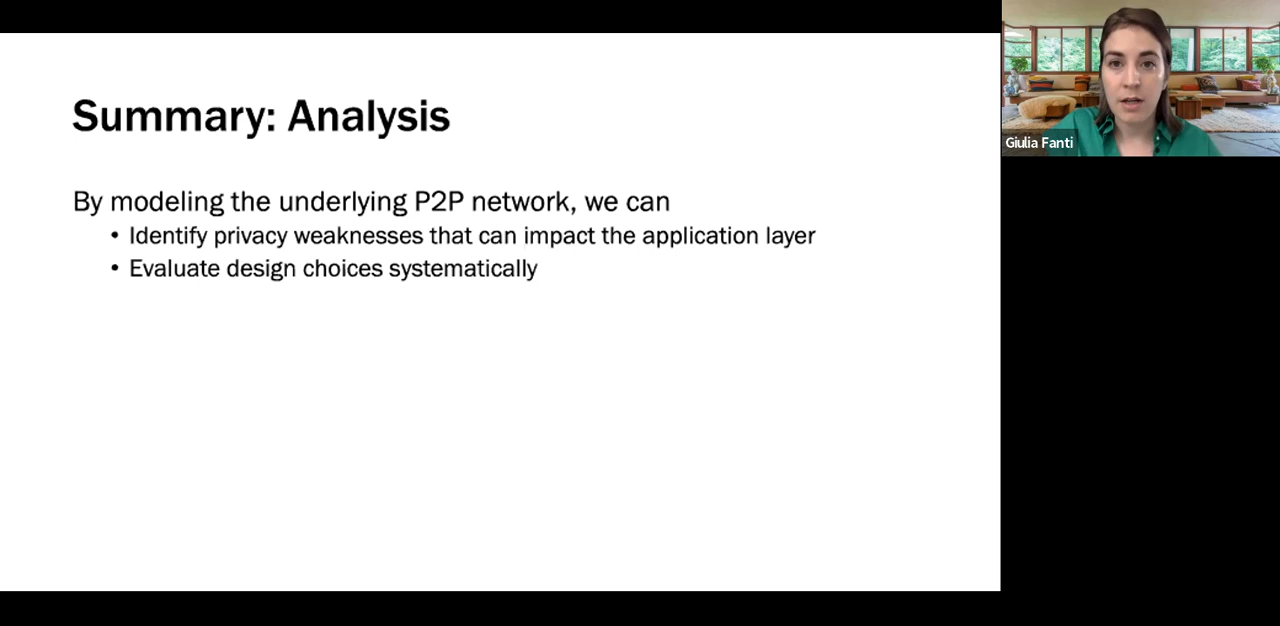 Summary: Analysis
By modeling the underlying P2P network, we can
• Identify privacy weaknesses that can impact the application layer
• Evaluate design choices systematically
Giulia Fanti